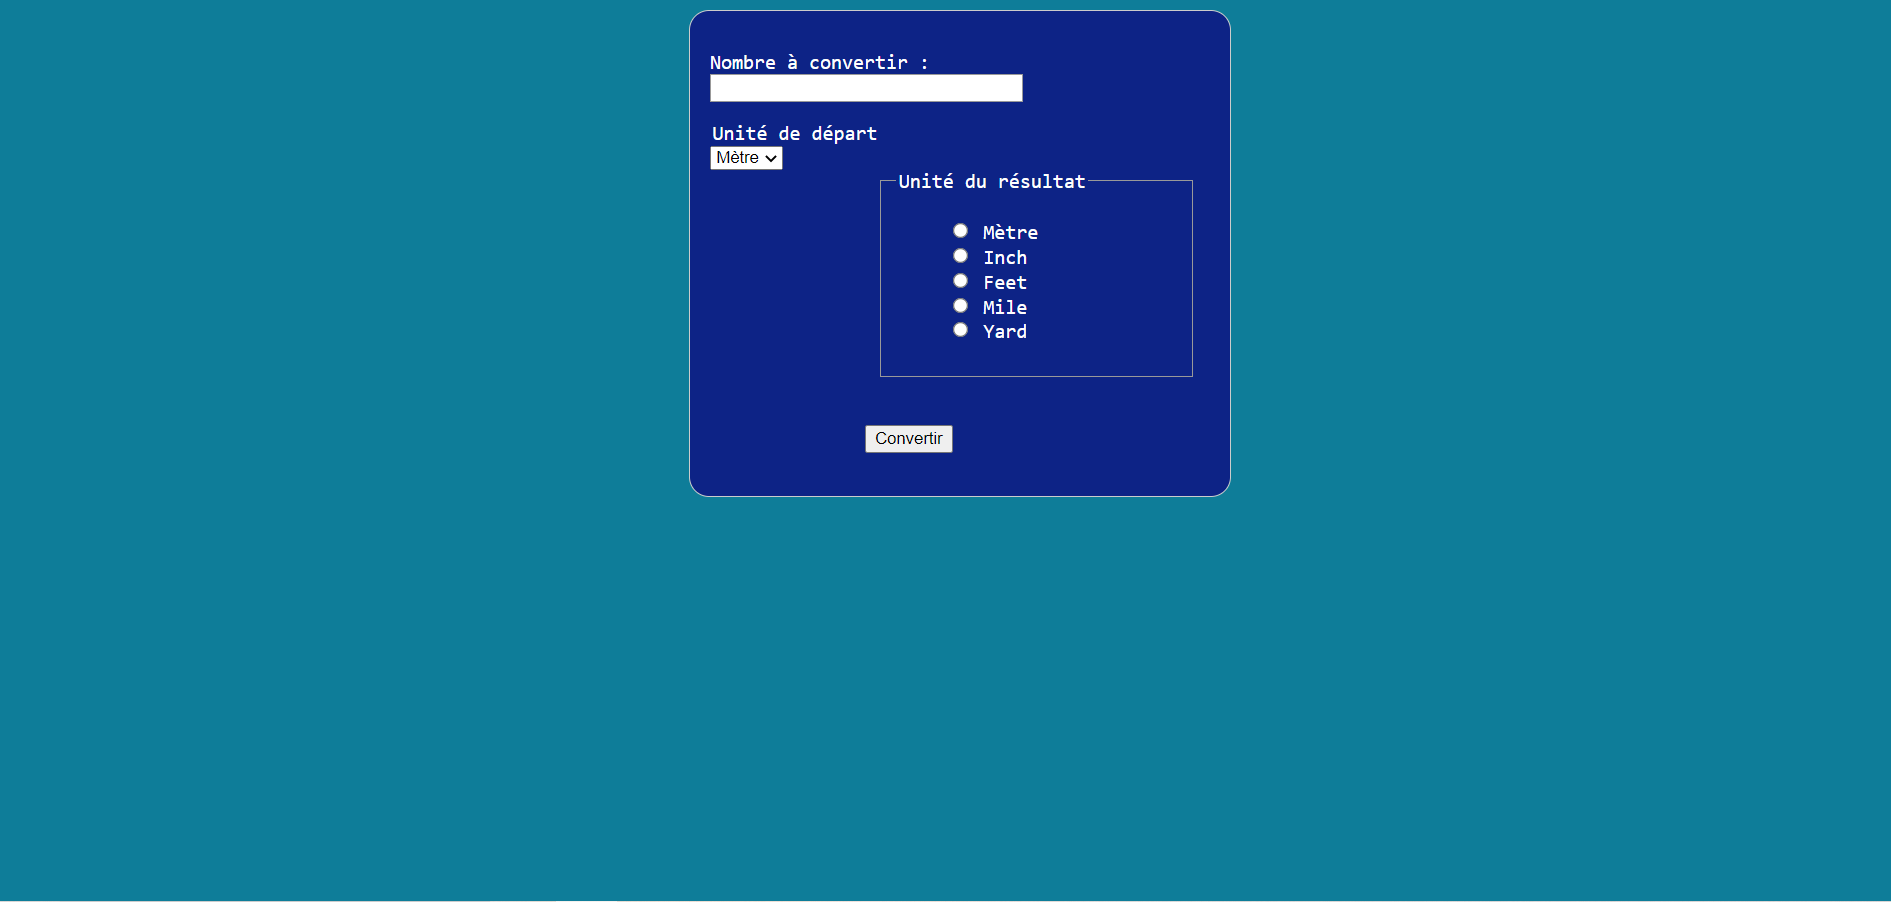 Nombre à convertir :
Unité de départ
Mètre
Unité du résultat
Mètre
Inch
Feet
Mile
Yard
Convertir